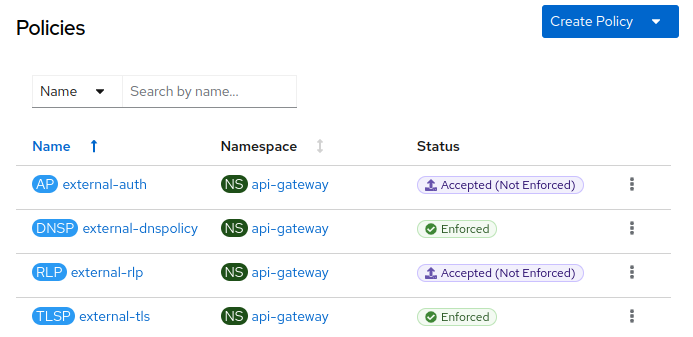 Policies
Create Policy
Name
Search by name...
Name Namespace Status
AP external-auth NS api-gateway Accepted (Not Enforced)
DNSP external-dnspolicy NS api-gateway Enforced
RLP external-rlp NS api-gateway Accepted (Not Enforced)
TLSP external-tls NS api-gateway Enforced